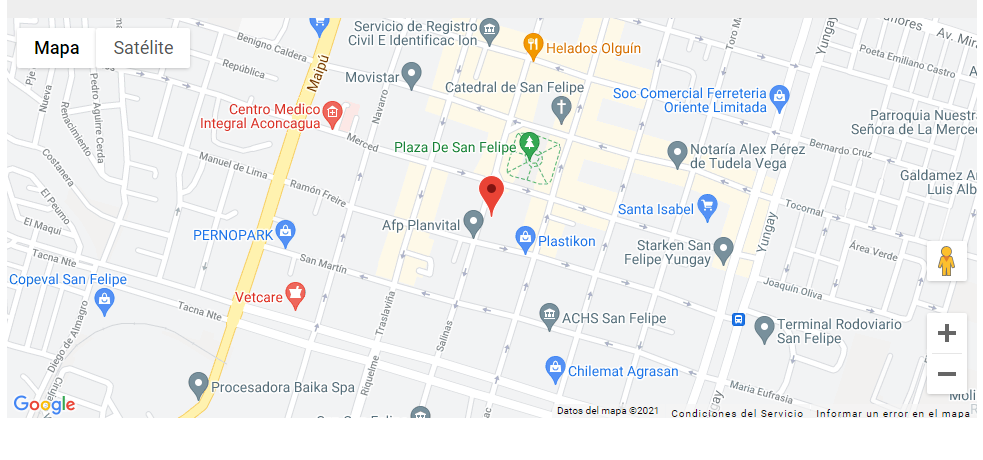 Mapa
Satélite
Servicio de Registro
Civil E Identificac Ion
Helados Olguín
Av. Mir
Toro M
Yungay
Poeta Emiliano Castro
Benigno Caldera
República
Maipú
Movistar
Navarro
Catedral de San Felipe
Soc Comercial Ferreteria
Oriente Limitada
Pedro Aguirre Cerda
Nueva
Renacimiento
Centro Medico
Integral Aconcagua
Parroquia Nuestra
Señora de La Merced
Merced
Plaza De San Felipe
Notaría Alex Pérez
de Tudela Vega
Bernardo Cruz
Costanera
Manuel de Lima
Galdamez
Luis Alb
Ramón Freire
El Peumo
Santa Isabel
Tocornal
El Maqui
Afp Planvital
PERNOPARK
Plastikon
Yungay
Starken San
Felipe Yungay
Área Verde
Tacna Nte
San Martín
Copeval San Felipe
Vetcare
Joaquín Oliva
Tacna Nte
Traslaviña
ACHS San Felipe
Terminal Rodoviario
San Felipe
Salinas
Diego de Almagro
Riquelme
Chilemat Agrasan
Procesadora Baika Spa
Maria Eufrasia
Yungay
Moli
Google
Datos del mapa ©2021
Condiciones del Servicio
Informar un error en el mapa